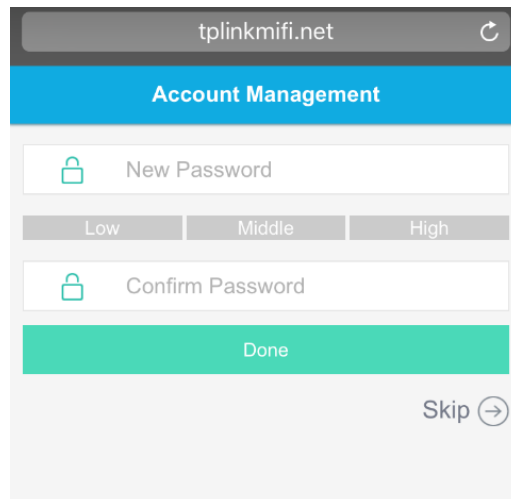 tplinkmifi.net
Account Management
New Password
Low Middle High
Confirm Password
Done
Skip